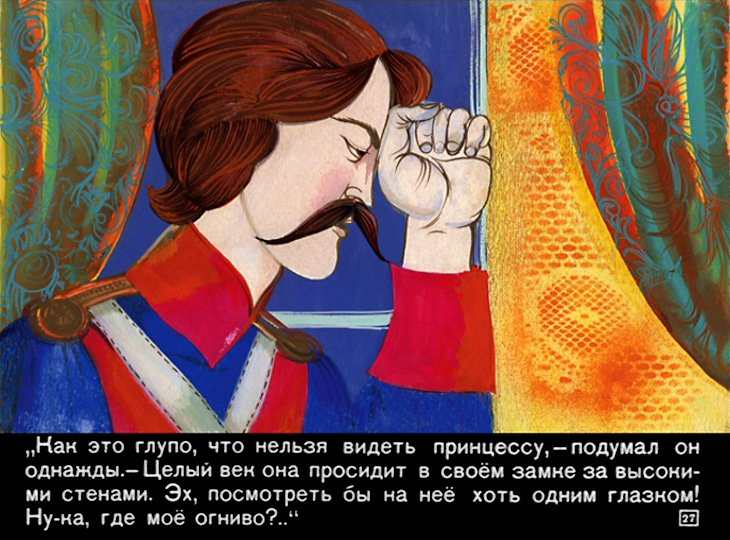 „Как это глупо, что нельзя видеть принцессу,—подумал он
однажды.—Целый век она просидит в своём замке за высоки-
ми стенами. Эх, посмотреть бы на неё хоть одним глазком!
Ну-ка, где моё огниво?..“
27